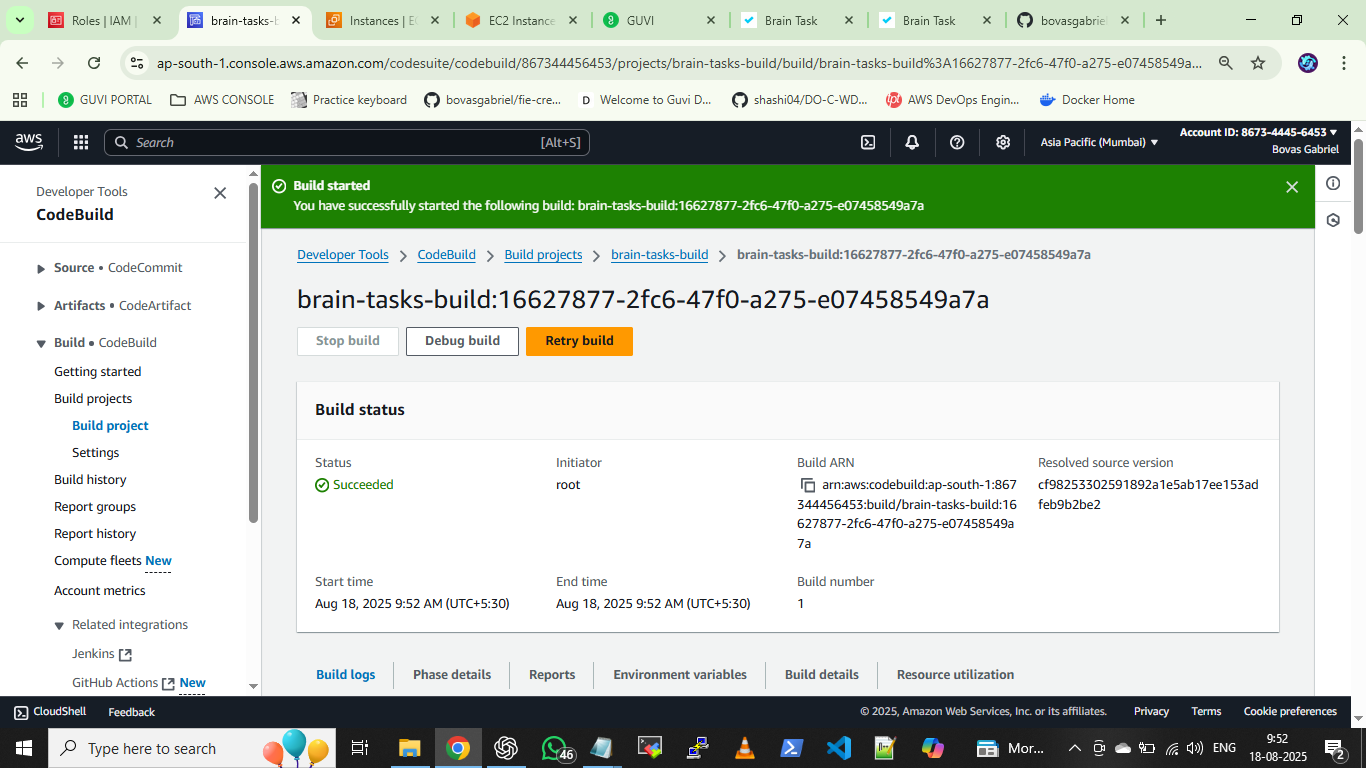 Roles | IAM |
brain-tasks-b
Instances | EC
EC2 Instance
GUVI
Brain Task
Brain Task
bovasgabriel
ap-south-1.console.aws.amazon.com/codesuite/codebuild/867344456453/projects/brain-tasks-build/build/brain-tasks-build%3A16627877-2fc6-47f0-a275-e07458549a...
GUVI PORTAL
AWS CONSOLE
Practice keyboard
bovasgabriel/fie-cre...
Welcome to Guvi D...
shashi04/DO-C-WD...
AWS DevOps Engin...
Docker Home
aws
Search
[Alt+S]
Asia Pacific (Mumbai)
Account ID: 8673-4445-6453
Bovas Gabriel
Developer Tools
CodeBuild
Source • CodeCommit
Artifacts • CodeArtifact
Build • CodeBuild
Getting started
Build projects
Build project
Settings
Build history
Report groups
Report history
Compute fleets New
Account metrics
Related integrations
Jenkins
GitHub Actions New
Build started
You have successfully started the following build: brain-tasks-build:16627877-2fc6-47f0-a275-e07458549a7a
Developer Tools
CodeBuild
Build projects
brain-tasks-build
brain-tasks-build:16627877-2fc6-47f0-a275-e07458549a7a
brain-tasks-build:16627877-2fc6-47f0-a275-e07458549a7a
Stop build
Debug build
Retry build
Build status
Status
Succeeded
Initiator
root
Build ARN
arn:aws:codebuild:ap-south-1:867
344456453:build/brain-tasks-build:16
627877-2fc6-47f0-a275-e07458549a
7a
Resolved source version
cf98253302591892a1e5ab17ee153ad
feb9b2be2
Start time
Aug 18, 2025 9:52 AM (UTC+5:30)
End time
Aug 18, 2025 9:52 AM (UTC+5:30)
Build number
1
Build logs
Phase details
Reports
Environment variables
Build details
Resource utilization
CloudShell
Feedback
© 2025, Amazon Web Services, Inc. or its affiliates.
Privacy
Terms
Cookie preferences
Type here to search
46
Mor...
ENG
9:52
18-08-2025
2